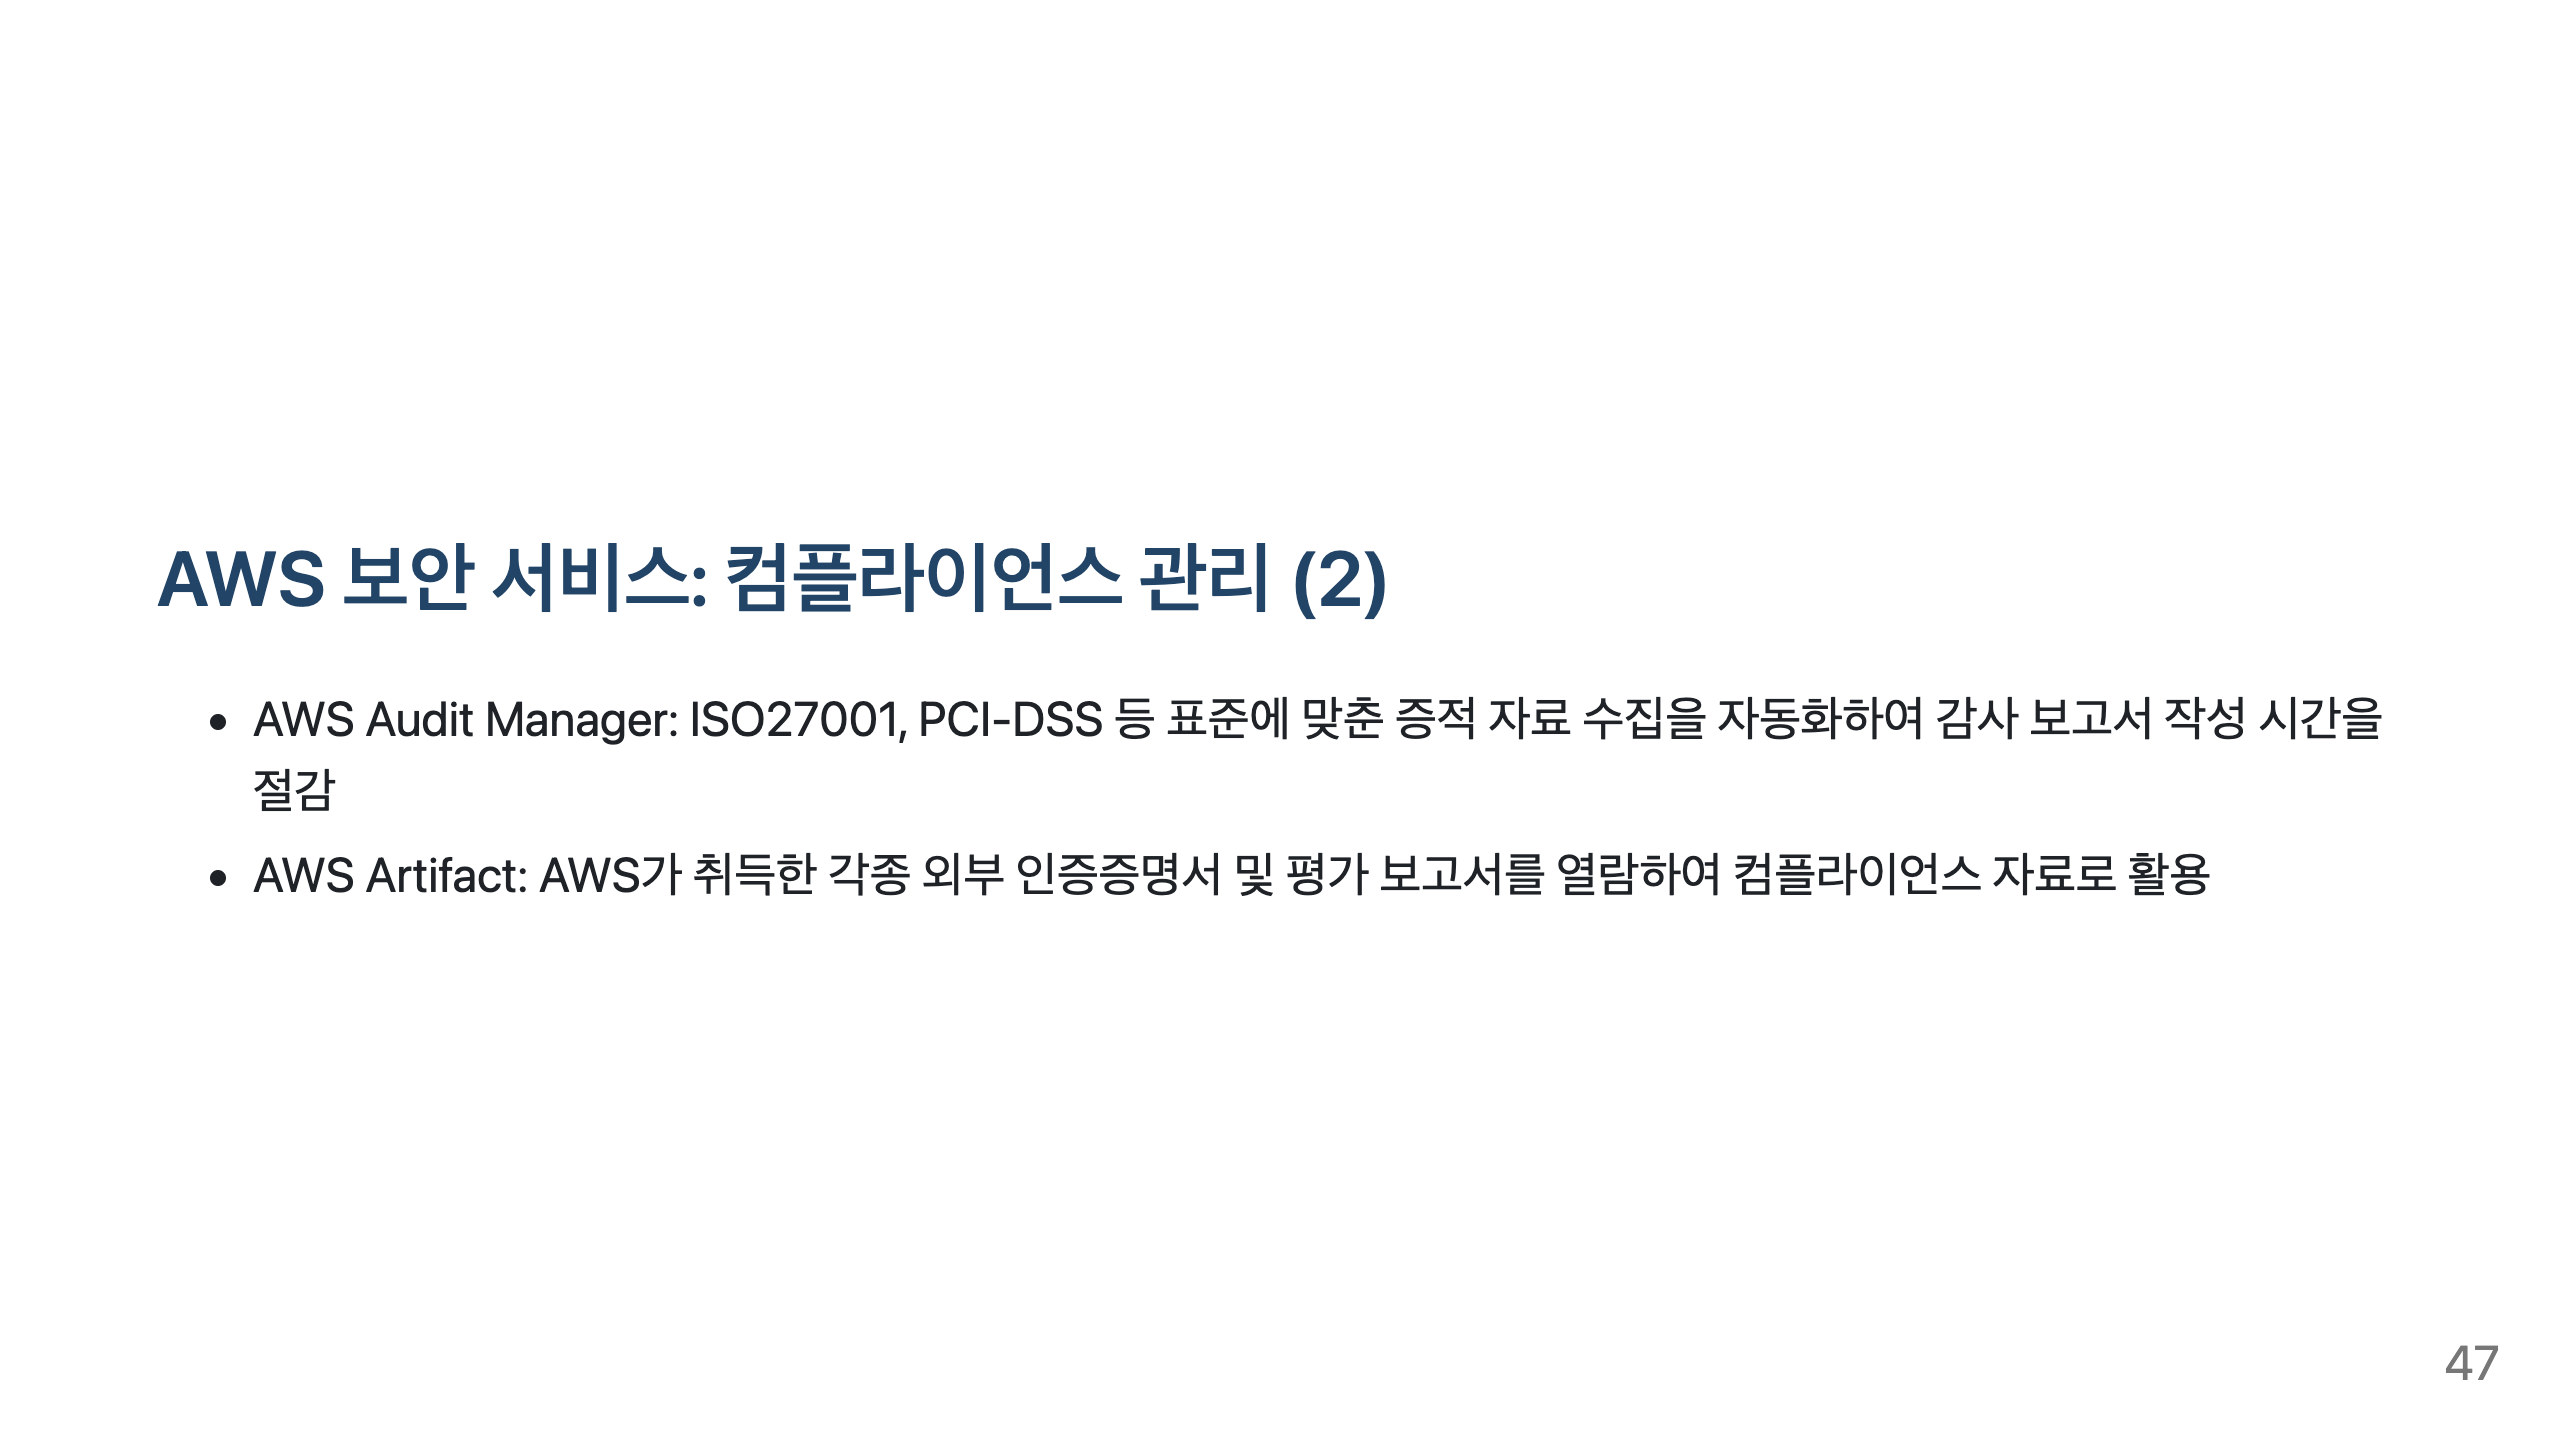 AWS 보안 서비스: 컴플라이언스 관리 (2)
• AWS Audit Manager: ISO27001, PCI-DSS 등 표준에 맞춘 증적 자료 수집을 자동화하여 감사 보고서 작성 시간을
절감
• AWS Artifact: AWS가 취득한 각종 외부 인증증명서 및 평가 보고서를 열람하여 컴플라이언스 자료로 활용
47